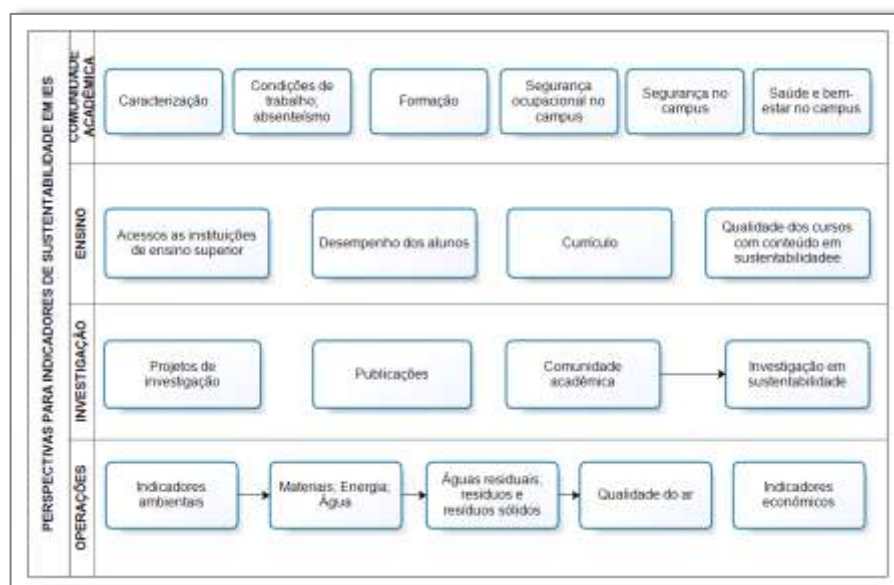 PERSPECTIVAS PARA INDICADORES DE SUSTENTABILIDADE EM IES
COMUNIDADE
ACADÊMICA
Caracterização
Condições de
trabalho;
absenteísmo
Formação
Segurança
ocupacional no
campus
Segurança no
campus
Saúde e bem-
estar no campus
ENSINO
Acessos as instituições
de ensino superior
Desempenho dos alunos
Currículo
Qualidade dos cursos
com conteúdo em
sustentabilidadee
INVESTIGAÇÃO
Projetos de
investigação
Publicações
Comunidade
acadêmica
Investigação em
sustentabilidade
OPERAÇÕES
Indicadores
ambientais
Materiais; Energia;
Água
Águas residuais;
resíduos e
resíduos sólidos
Qualidade do ar
Indicadores
econômicos